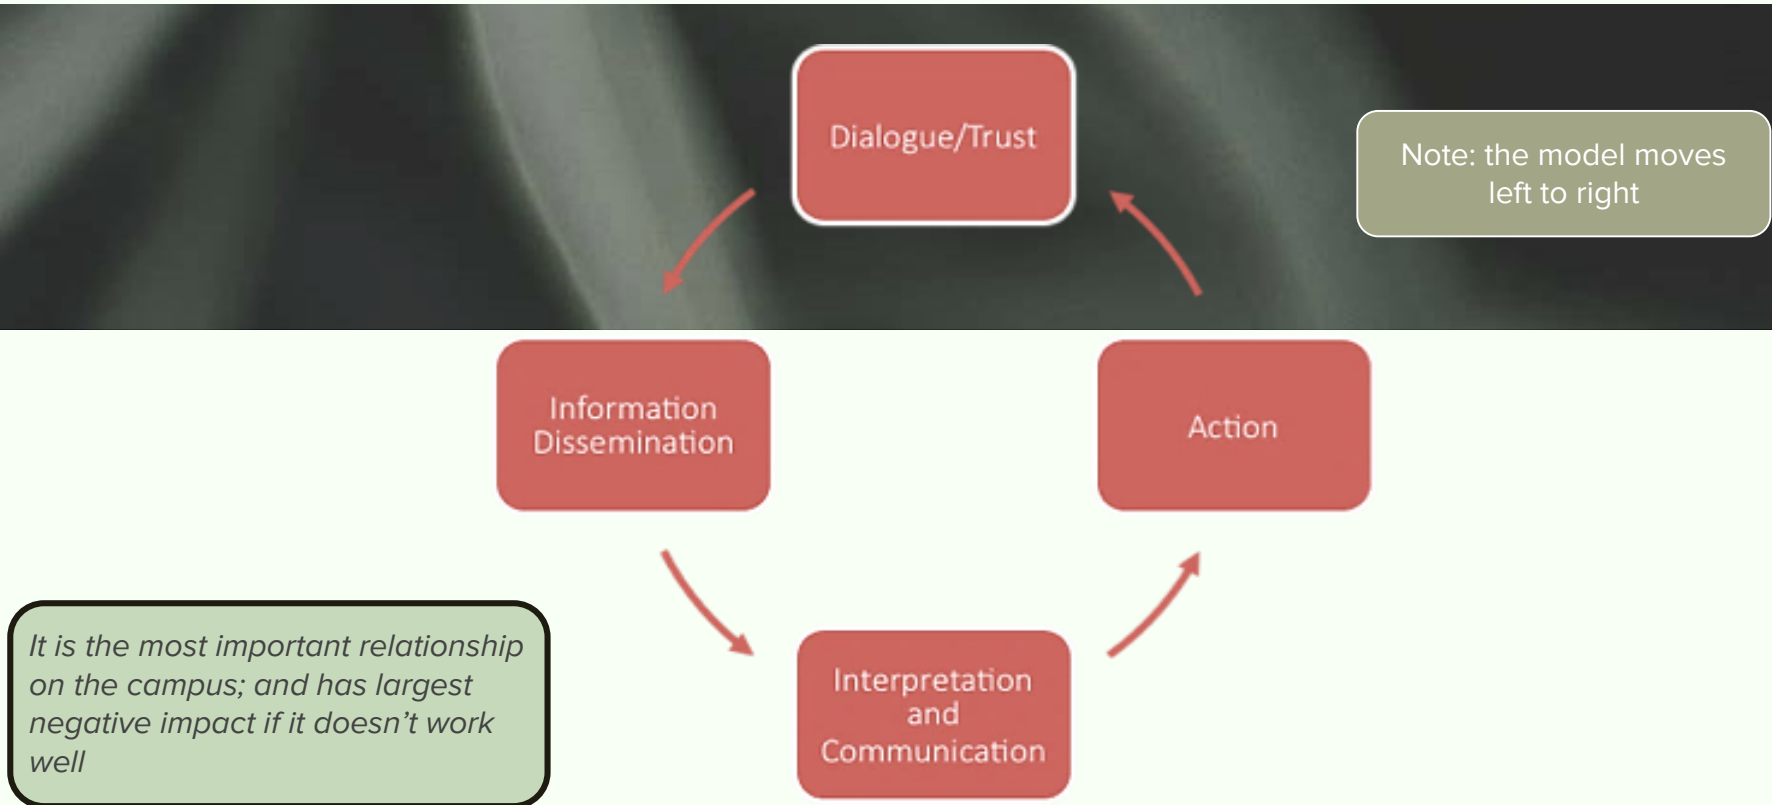 Dialogue/Trust
Note: the model moves
left to right
Information
Dissemination
Action
It is the most important relationship
on the campus; and has largest
negative impact if it doesn’t work
well
Interpretation
and
Communication